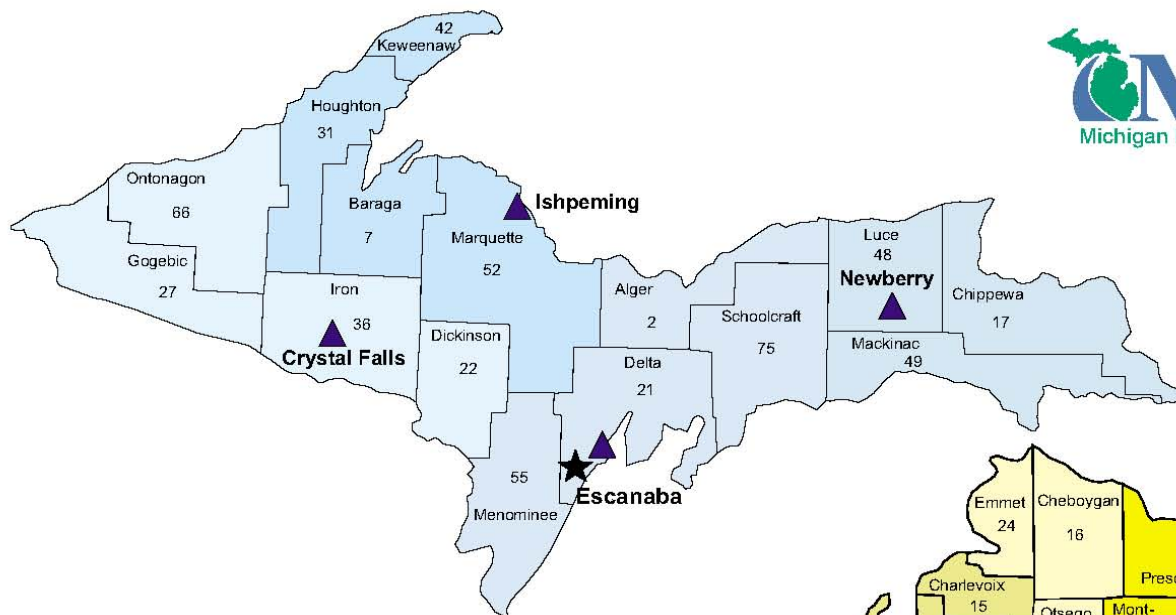 42
Keweenaw
Houghton
31
Michigan
Ontonagon
66
Baraga
7
Ishpeming
Marquette
52
Luce
48
Gogebic
27
Iron
36
Crystal Falls
Alger
2
Newberry
Chippewa
17
Schoolcraft
75
Dickinson
22
Mackinac
49
Delta
21
55
Menominee
Escanaba
Emmet
24
Cheboygan
16
Charlevoix
15
Otsego
Mont-